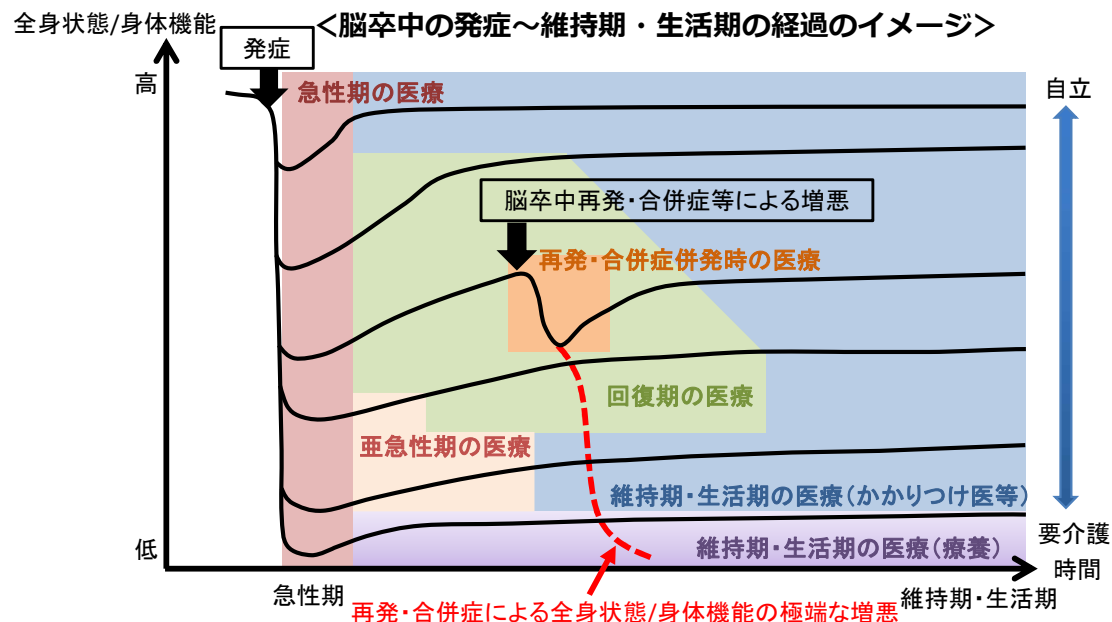 <脳卒中の発症～維持期・生活期の経過のイメージ>
全身状態/身体機能
発症
高
急性期の医療
自立
脳卒中再発・合併症等による増悪
再発・合併症併発時の医療
回復期の医療
亜急性期の医療
維持期・生活期の医療(かかりつけ医等)
要介護
維持期・生活期の医療(療養)
低
時間
急性期
維持期・生活期
再発・合併症による全身状態/身体機能の極端な増悪